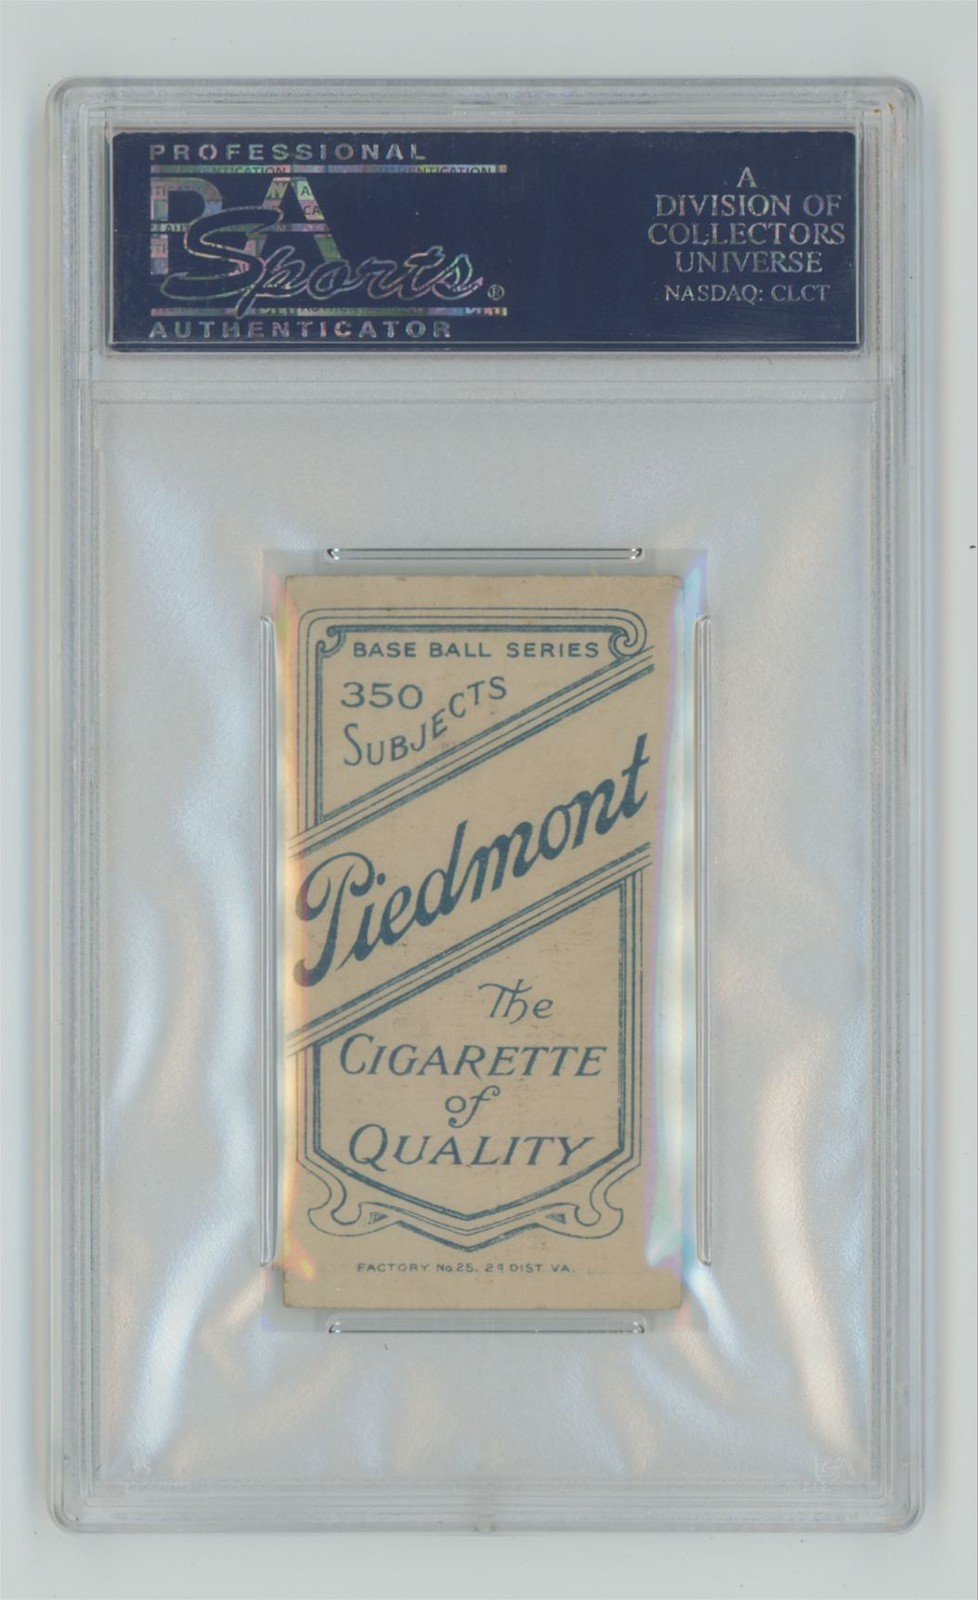 PROFESSIONAL
PSA
Sports®
AUTHENTICATOR
A
DIVISION OF
COLLECTORS
UNIVERSE
NASDAQ: CLCT
BASE BALL SERIES
350
SUBJECTS
Piedmont
The
CIGARETTE
of
QUALITY
FACTORY No 25. 2d DIST. VA.